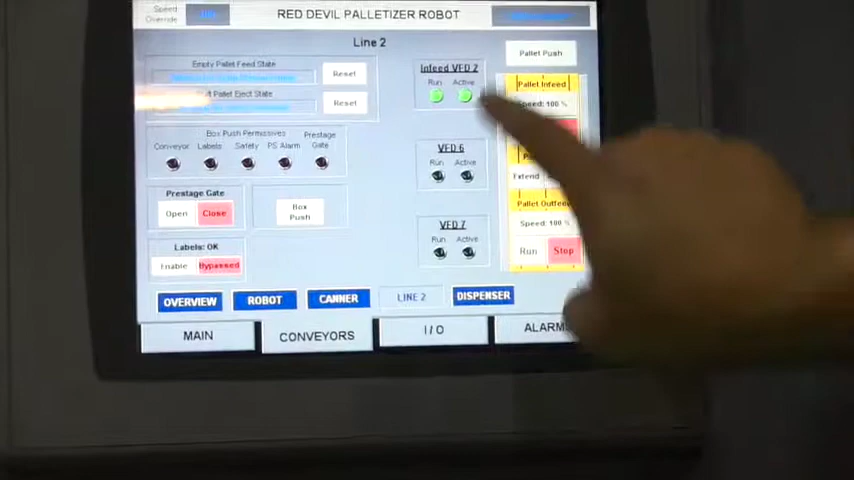 Speed
Override
RED DEVIL PALLETIZER ROBOT
Line 2
Empty Pallet Feed State
Reset
Pallet Eject State
Reset
Box Push Permissives
Conveyor
Labels
Safety
PS Alarm
Prestage
Gate
Prestage Gate
Open
Close
Box
Push
Labels: OK
Enable
Bypassed
Infeed VFD 2
Run
Active
VFD 6
Run
Active
VFD 7
Run
Active
Pallet Push
Pallet Infeed
Speed: 100 %
Extend
Pallet Outfeed
Speed: 100 %
Run
Stop
OVERVIEW
ROBOT
CANNER
LINE 2
DISPENSER
MAIN
CONVEYORS
I/O
ALARM